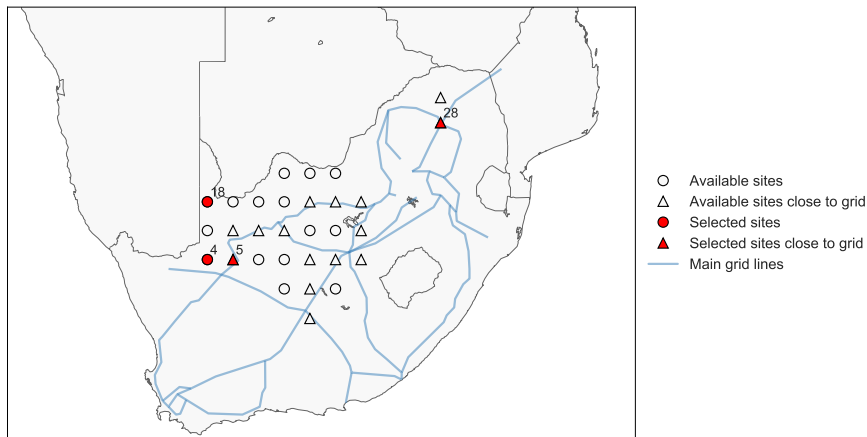 28
18
4
5
Available sites
Available sites close to grid
Selected sites
Selected sites close to grid
Main grid lines